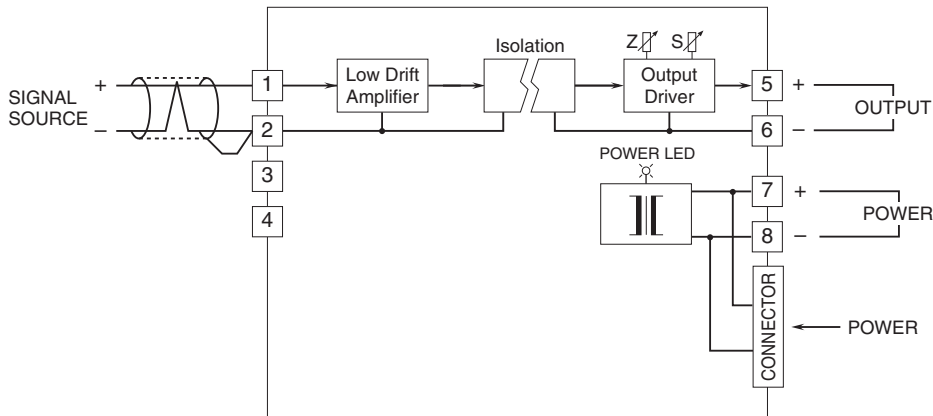 Isolation
Z S
SIGNAL
SOURCE
+
−
1
2
3
4
Low Drift
Amplifier
Output
Driver
5 +
6 −
OUTPUT
POWER LED
7 +
8 −
POWER
CONNECTOR
POWER